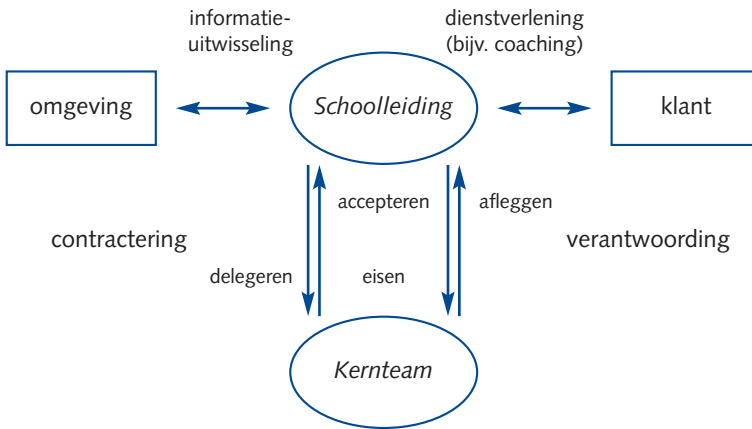 informatie-
uitwisseling
dienstverlening
(bijv. coaching)
omgeving
Schoolleiding
klant
accepteren
afleggen
contractering
verantwoording
delegeren
eisen
Kernteam